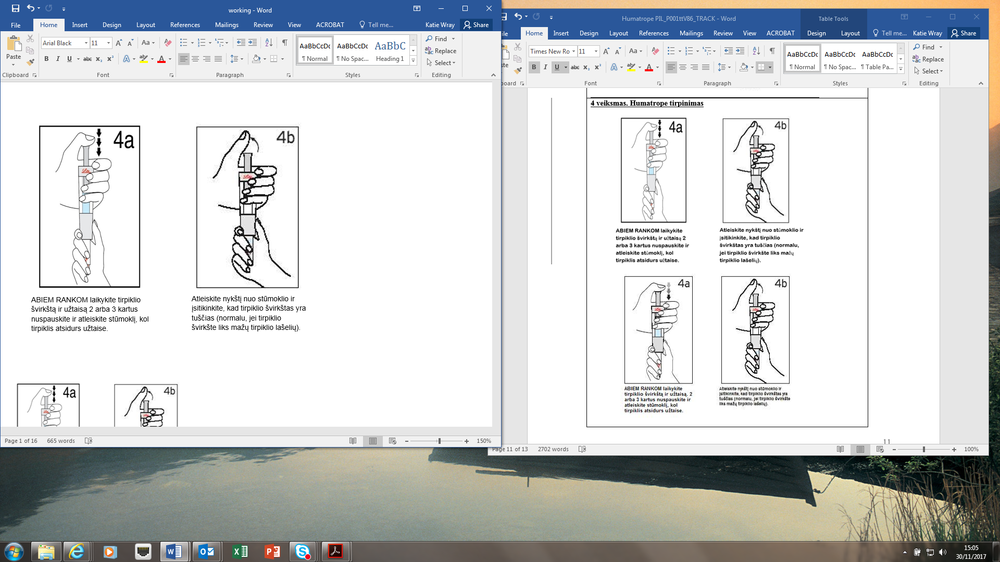 working - Word
File
Home
Insert
Design
Layout
References
Mailings
Review
View
ACROBAT
Tell me...
Katie Wray
Share
Paste
Arial Black
11
Clipboard
Font
Paragraph
AaBbCcDc
¶ Normal
AaBbCcDc
¶ No Spac...
AaBbC
Heading 1
Styles
Find
Replace
Select
Editing
4a
4b
Lilly
Lilly
ABIEM RANKOM laikykite tirpiklio
švirkštą ir užtaisą 2 arba 3 kartus
nuspauskite ir atleiskite stūmoklį, kol
tirpiklis atsidurs užtaise.
Atleiskite nykštį nuo stūmoklio ir
įsitikinkite, kad tirpiklio švirkštas yra
tuščias (normalu, jei tirpiklio
švirkšte liks mažų tirpiklio lašelių).
4a
4b
Page 1 of 16
665 words
150%
Humatrope PIL_P001ttV86_TRACK - Word
Table Tools
ile
Home
Insert
Design
Layout
References
Mailings
Review
View
ACROBAT
Design
Layout
Tell me...
Katie Wray
Share
ste
Times New Ro
11
board
Font
Paragraph
AaBbCcDc
¶ Normal
AaBbCcDc
¶ No Spac...
AaBbCcDc
¶ Table Pa...
Styles
Find
Replace
Select
Editing
4 veiksmas. Humatrope tirpinimas
4a
4b
ABIEM RANKOM laikykite
tirpiklio švirkštą ir užtaisą 2
arba 3 kartus nuspauskite ir
atleiskite stūmoklį, kol
tirpiklis atsidurs užtaise.
Atleiskite nykštį nuo stūmoklio ir
įsitikinkite, kad tirpiklio
švirkštas yra tuščias (normalu,
jei tirpiklio švirkšte liks mažų
tirpiklio lašelių).
4a
4b
ABIEM RANKOM laikykite
tirpiklio švirkštą ir užtaisą. 2
arba 3 kartus nuspauskite ir
atleiskite stūmoklį, kol
tirpiklis atsidurs užtaise.
Atleiskite nykštį nuo stūmoklio ir
įsitikinkite, kad tirpiklio švirkštas yra
tuščias (normalu, jei tirpiklio švirkšte
liks mažų tirpiklio lašelių).
11
Page 11 of 13
2702 words
100%
15:05
30/11/2017